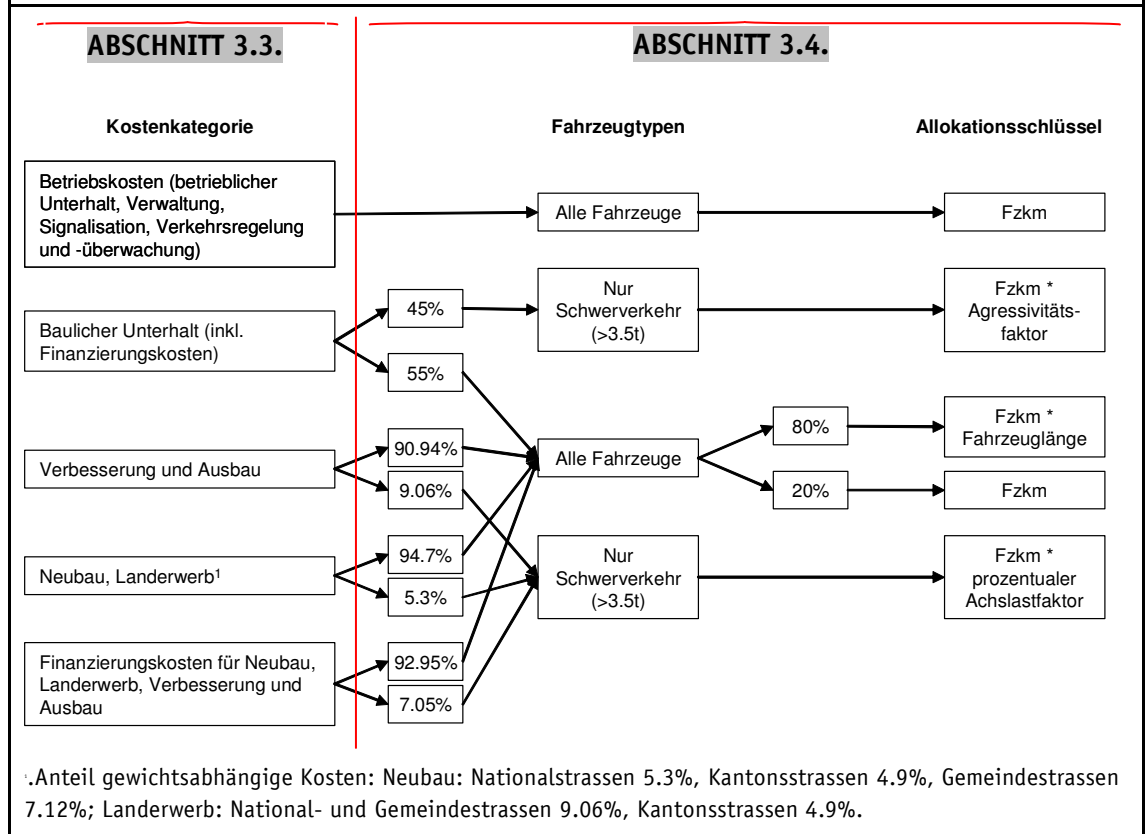 ABSCHNITT 3.3.
ABSCHNITT 3.4.
Kostenkategorie
Fahrzeugtypen
Allokationsschlüssel
Betriebskosten (betrieblicher
Unterhalt, Verwaltung,
Signalisation, Verkehrsregelung
und -überwachung)
Alle Fahrzeuge
Fzkm
Baulicher Unterhalt (inkl.
Finanzierungskosten)
45%
55%
Nur
Schwerverkehr
(>3.5t)
Fzkm *
Agressivitäts-
faktor
Verbesserung und Ausbau
90.94%
9.06%
Alle Fahrzeuge
80%
20%
Fzkm *
Fahrzeuglänge
Fzkm
Neubau, Landerwerb¹
94.7%
5.3%
Nur
Schwerverkehr
(>3.5t)
Fzkm *
prozentualer
Achslastfaktor
Finanzierungskosten für Neubau,
Landerwerb, Verbesserung und
Ausbau
92.95%
7.05%
¹.Anteil gewichtsabhängige Kosten: Neubau: Nationalstrassen 5.3%, Kantonsstrassen 4.9%, Gemeindestrassen
7.12%; Landerwerb: National- und Gemeindestrassen 9.06%, Kantonsstrassen 4.9%.